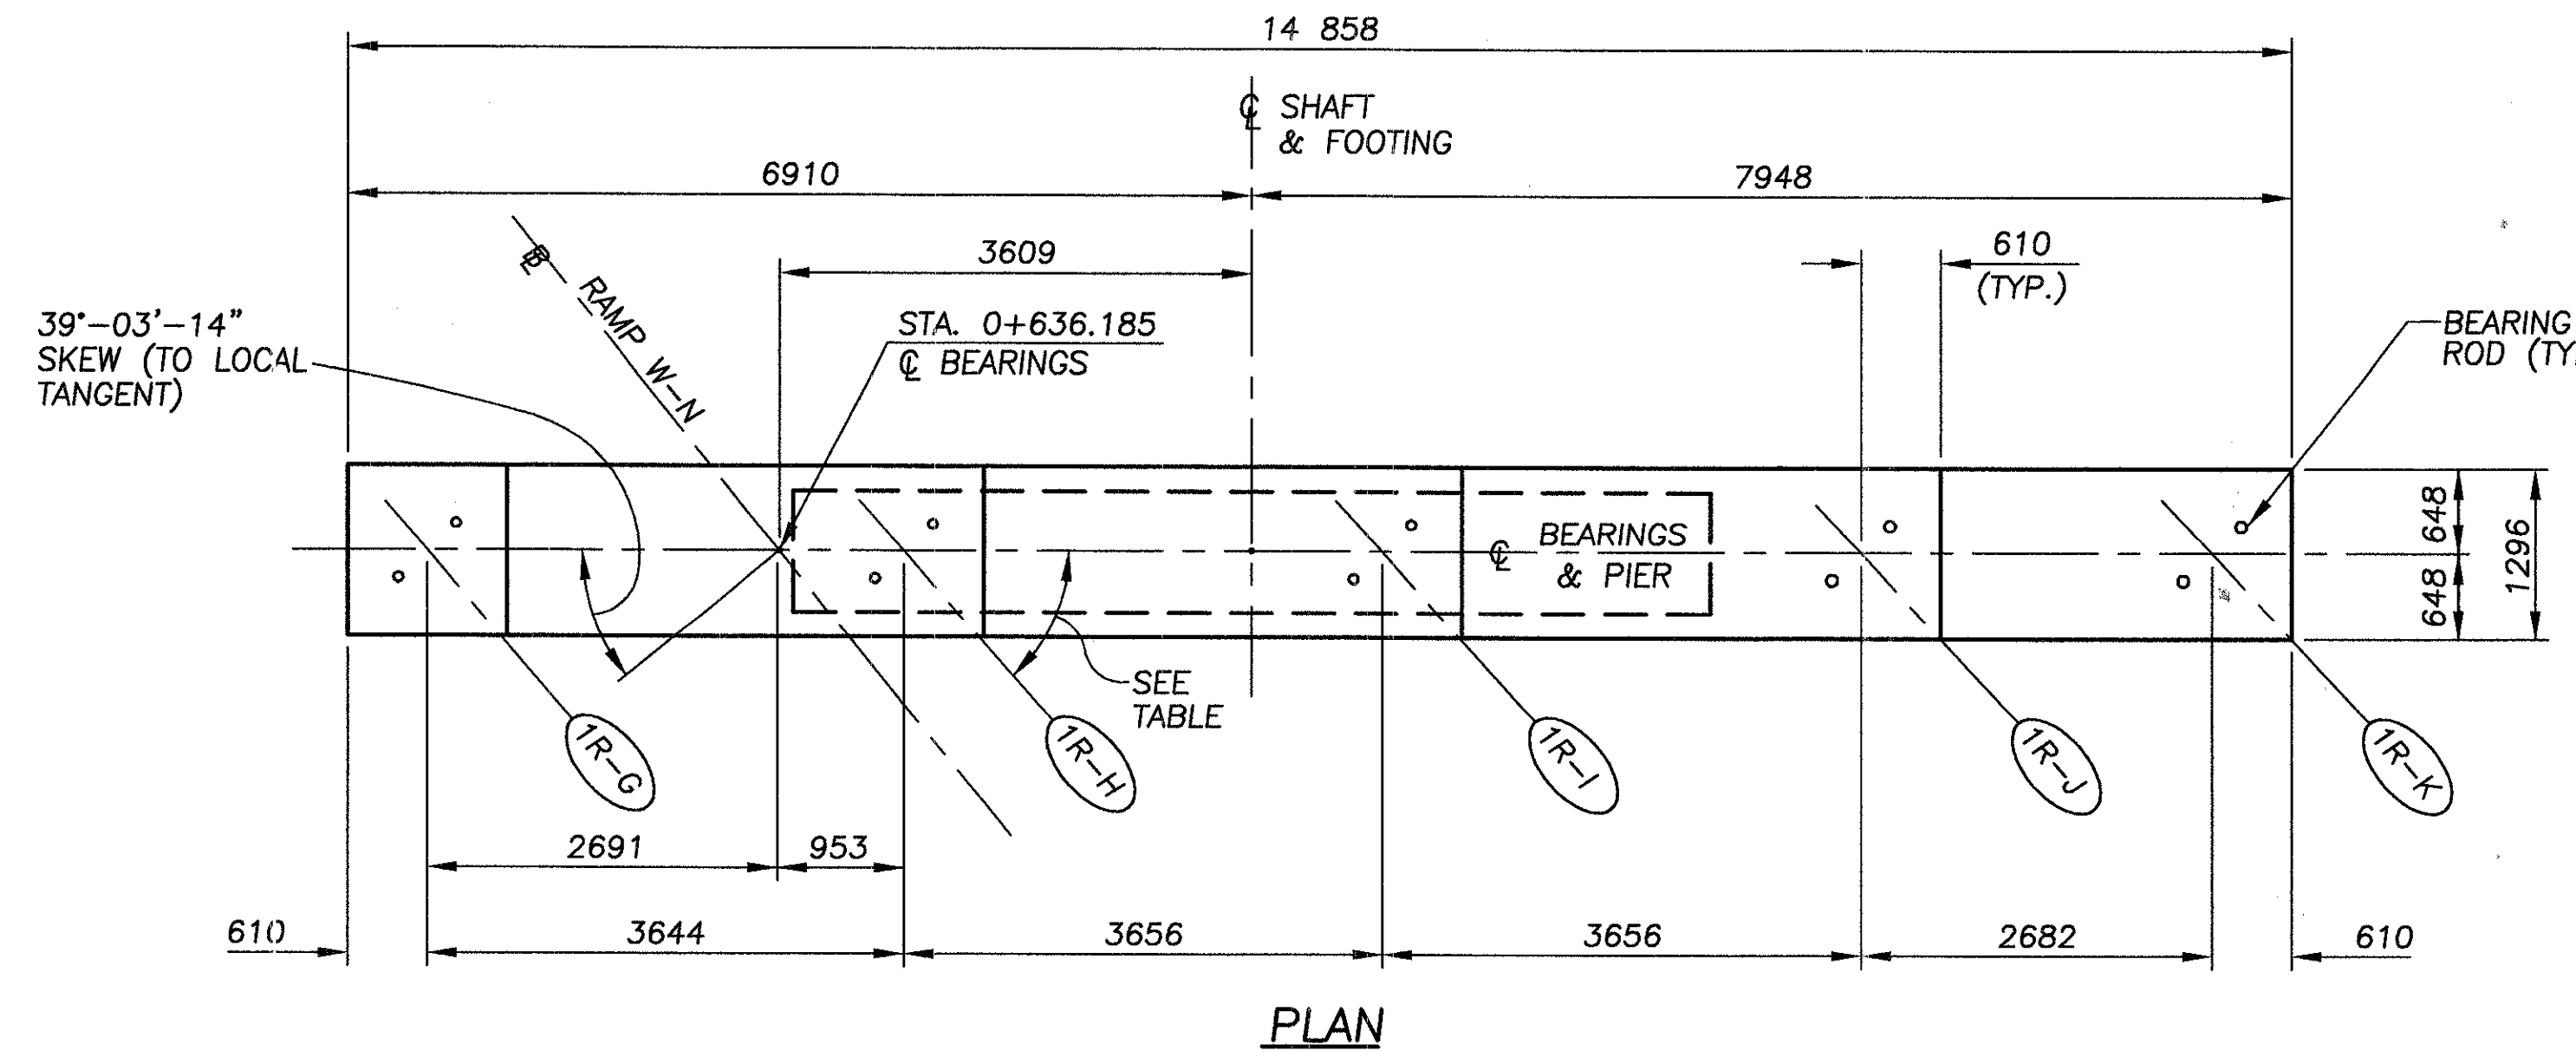 14 858
℄ SHAFT
& FOOTING
6910
7948
3609
610
(TYP.)
℄ RAMP W-N
39°-03'-14"
SKEW (TO LOCAL
TANGENT)
STA. 0+636.185
℄ BEARINGS
BEARING
ROD (TY
℄ BEARINGS
& PIER
648
648
1296
SEE
TABLE
1R-G
1R-H
1R-I
1R-J
1R-K
2691
953
610
3644
3656
3656
2682
610
PLAN